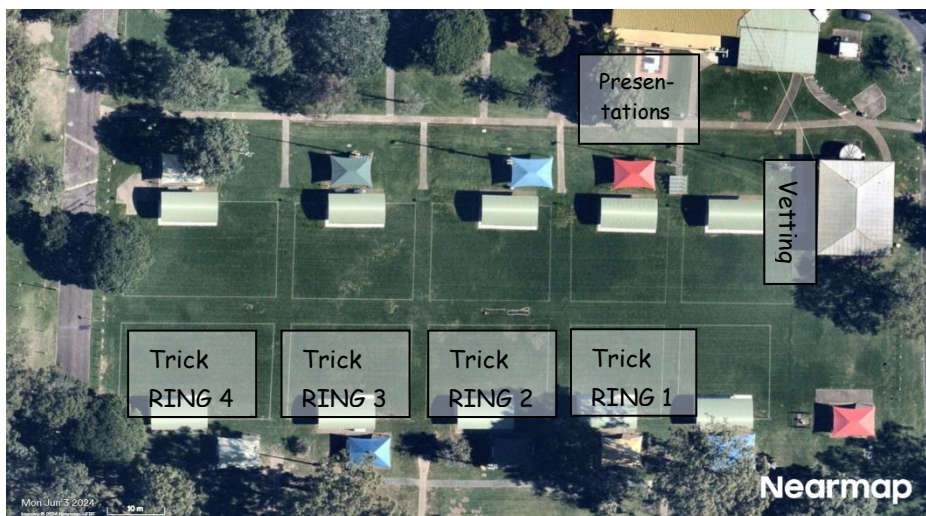 Presen-
tations
Vetting
Trick
RING 4
Trick
RING 3
Trick
RING 2
Trick
RING 1
Nearmap
Mon Jun 3 2024
10 m